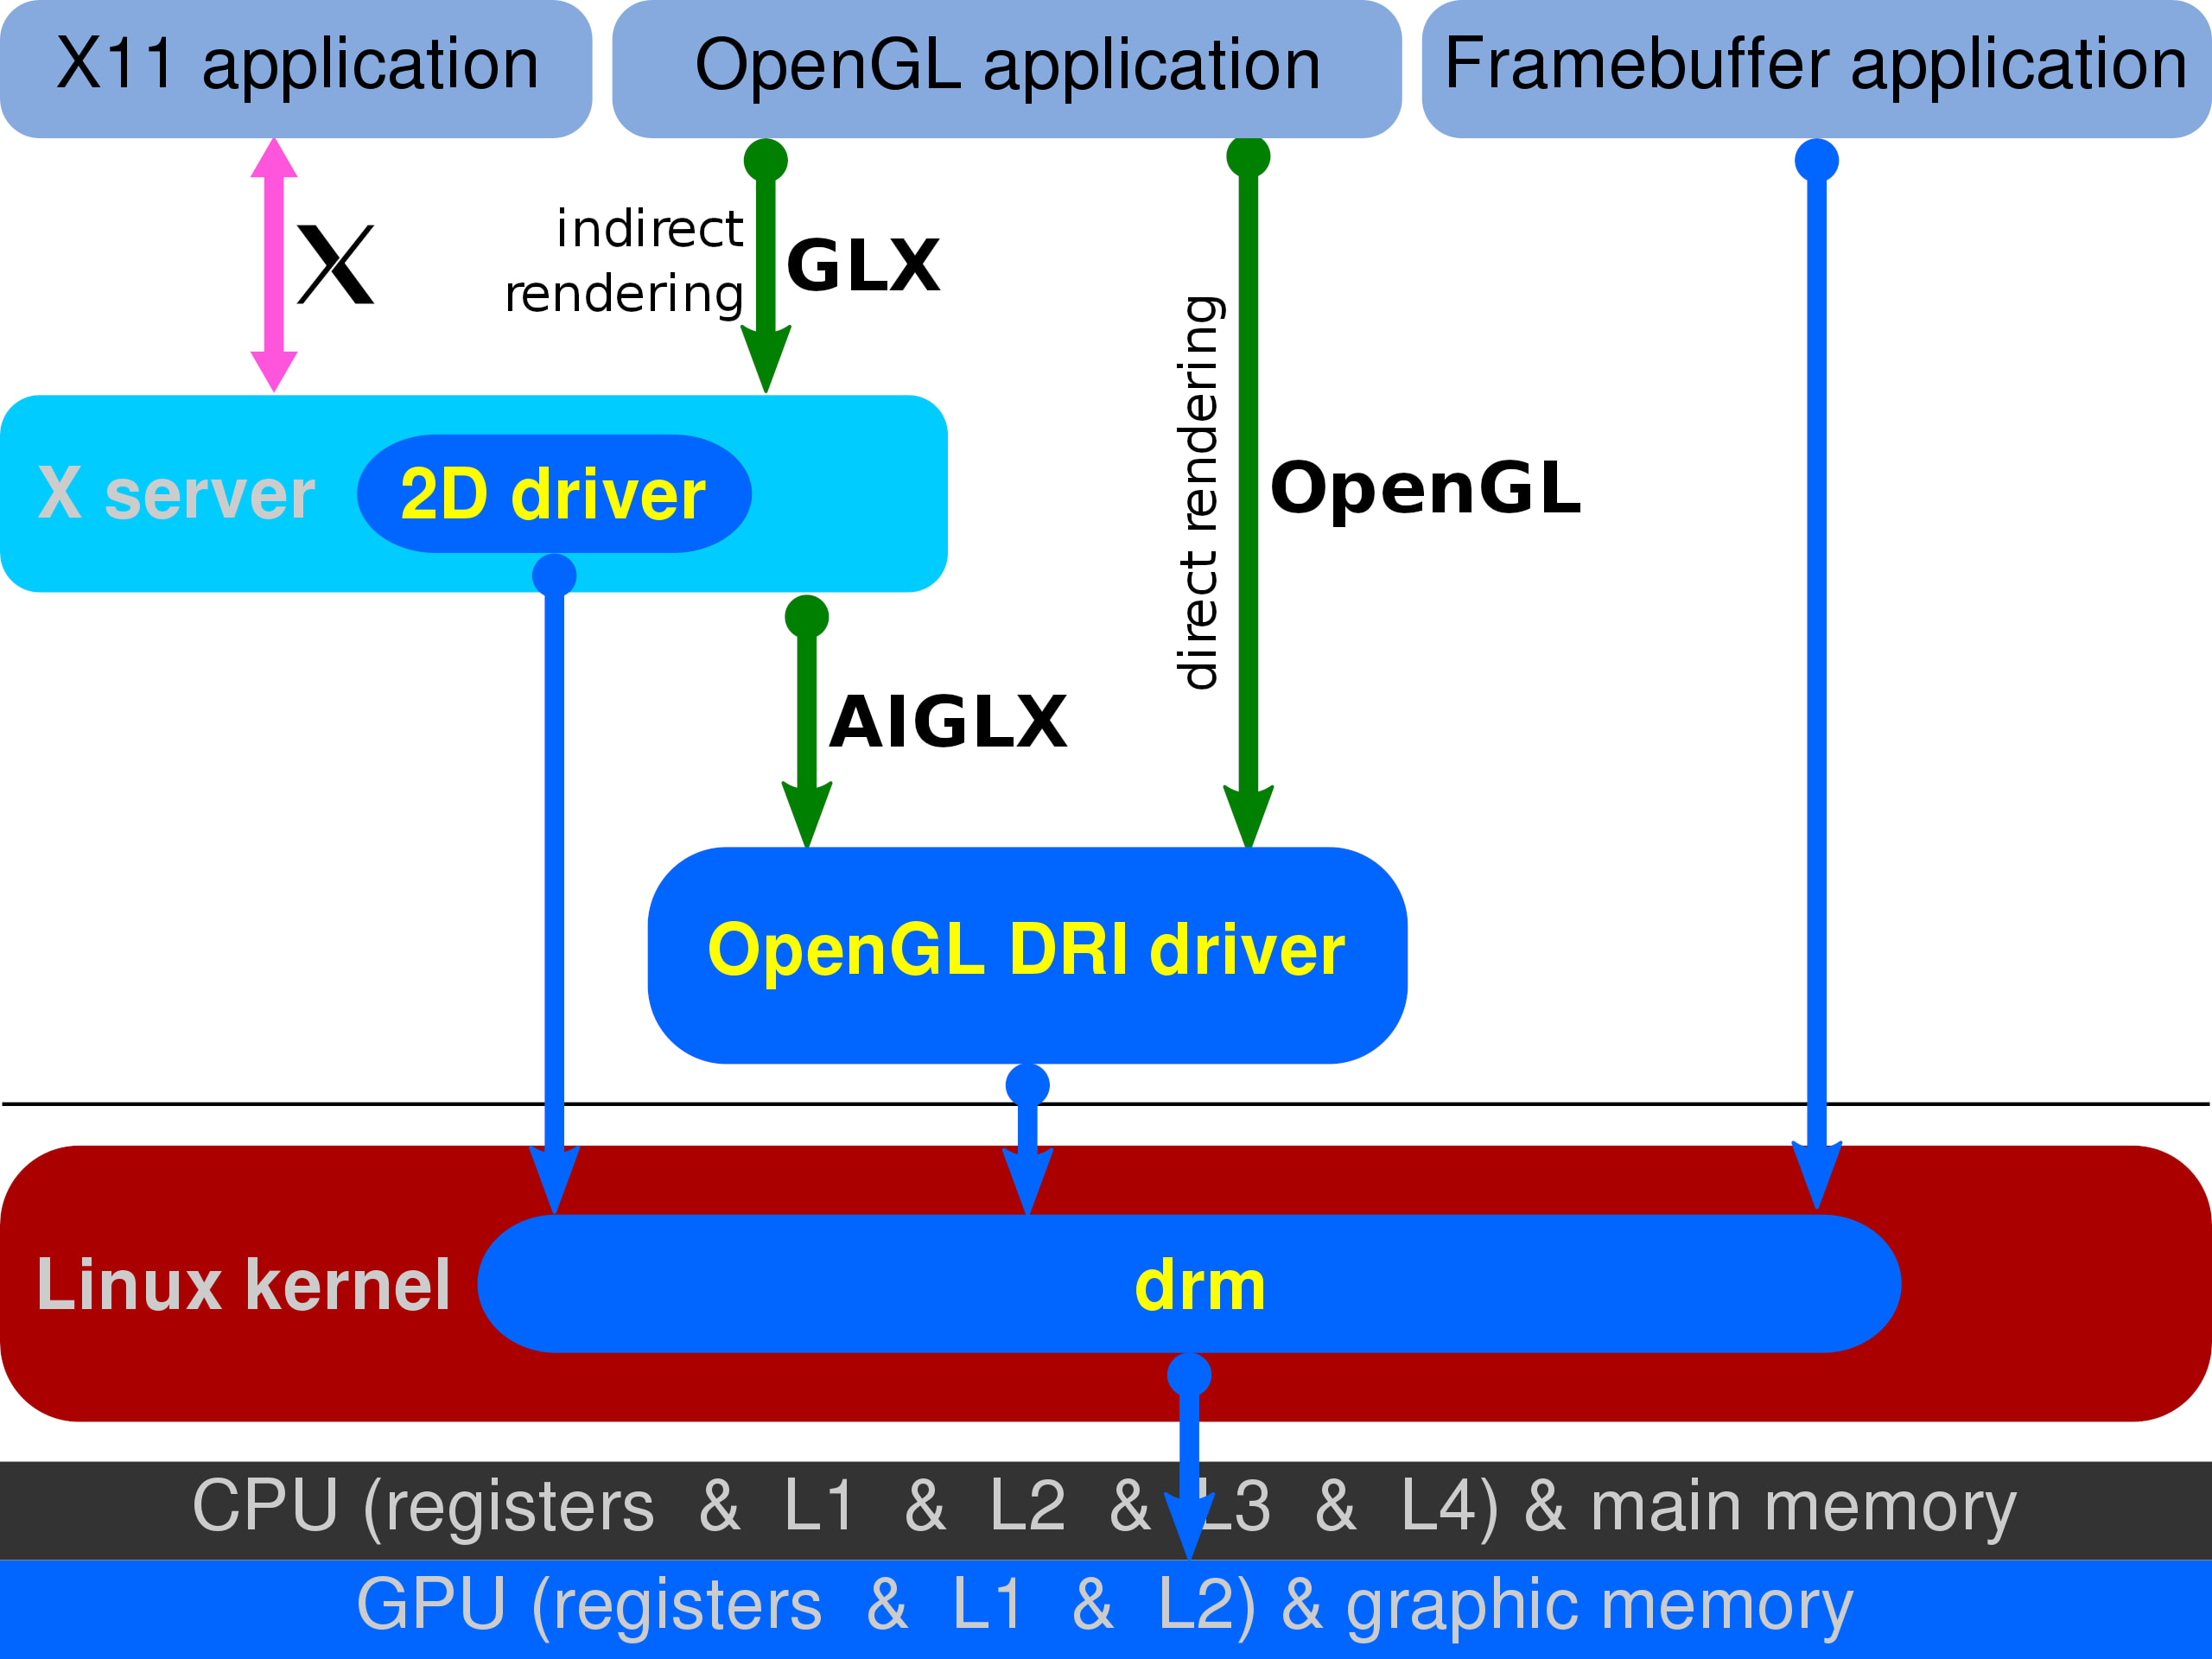 X11 application
OpenGL application
Framebuffer application
X
indirect
rendering
GLX
direct rendering
OpenGL
X server
2D driver
AIGLX
OpenGL DRI driver
Linux kernel
drm
CPU (registers & L1 & L2 & L3 & L4) & main memory
GPU (registers & L1 & L2) & graphic memory